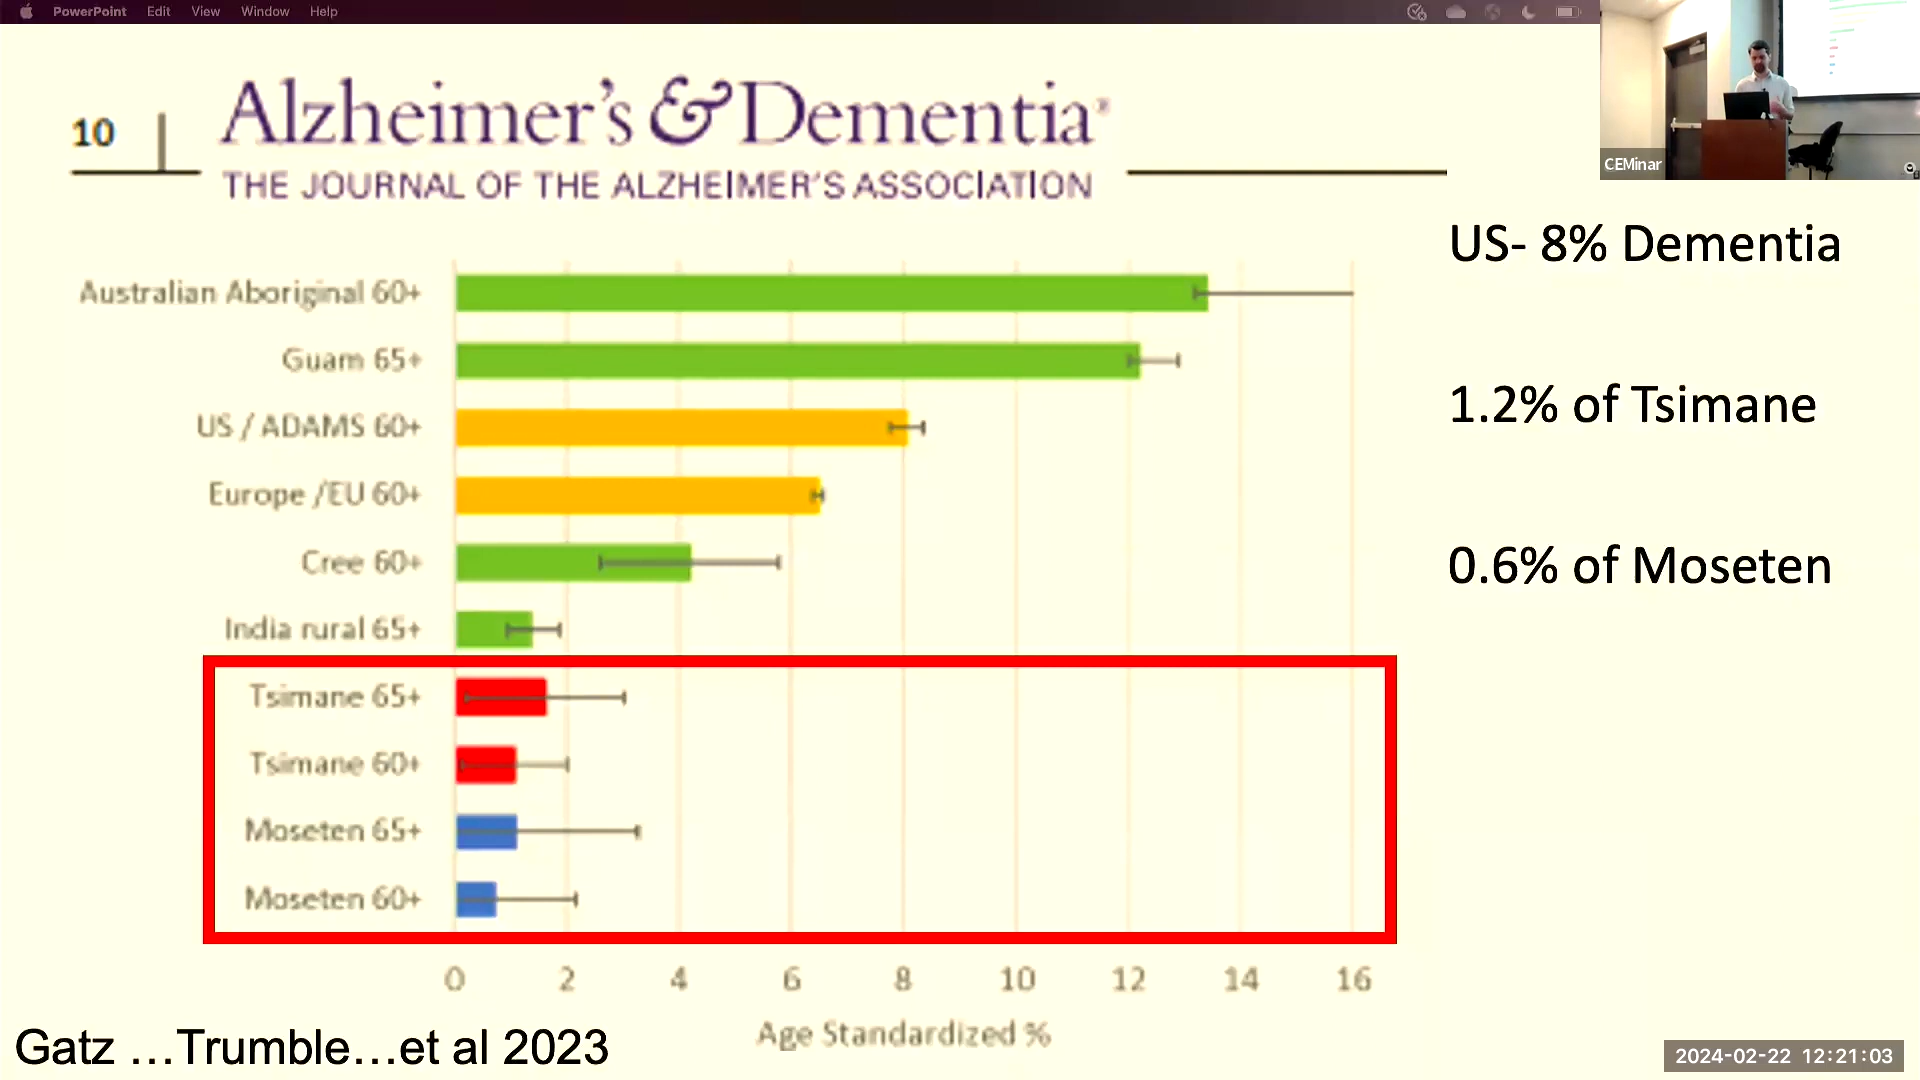 PowerPoint Edit View Window Help
CEMinar
10
Alzheimer's & Dementia®
THE JOURNAL OF THE ALZHEIMER'S ASSOCIATION
US- 8% Dementia
1.2% of Tsimane
0.6% of Moseten
Australian Aboriginal 60+
Guam 65+
US / ADAMS 60+
Europe /EU 60+
Cree 60+
India rural 65+
Tsimane 65+
Tsimane 60+
Moseten 65+
Moseten 60+
0 2 4 6 8 10 12 14 16
Age Standardized %
Gatz ...Trumble...et al 2023
2024-02-22 12:21:03